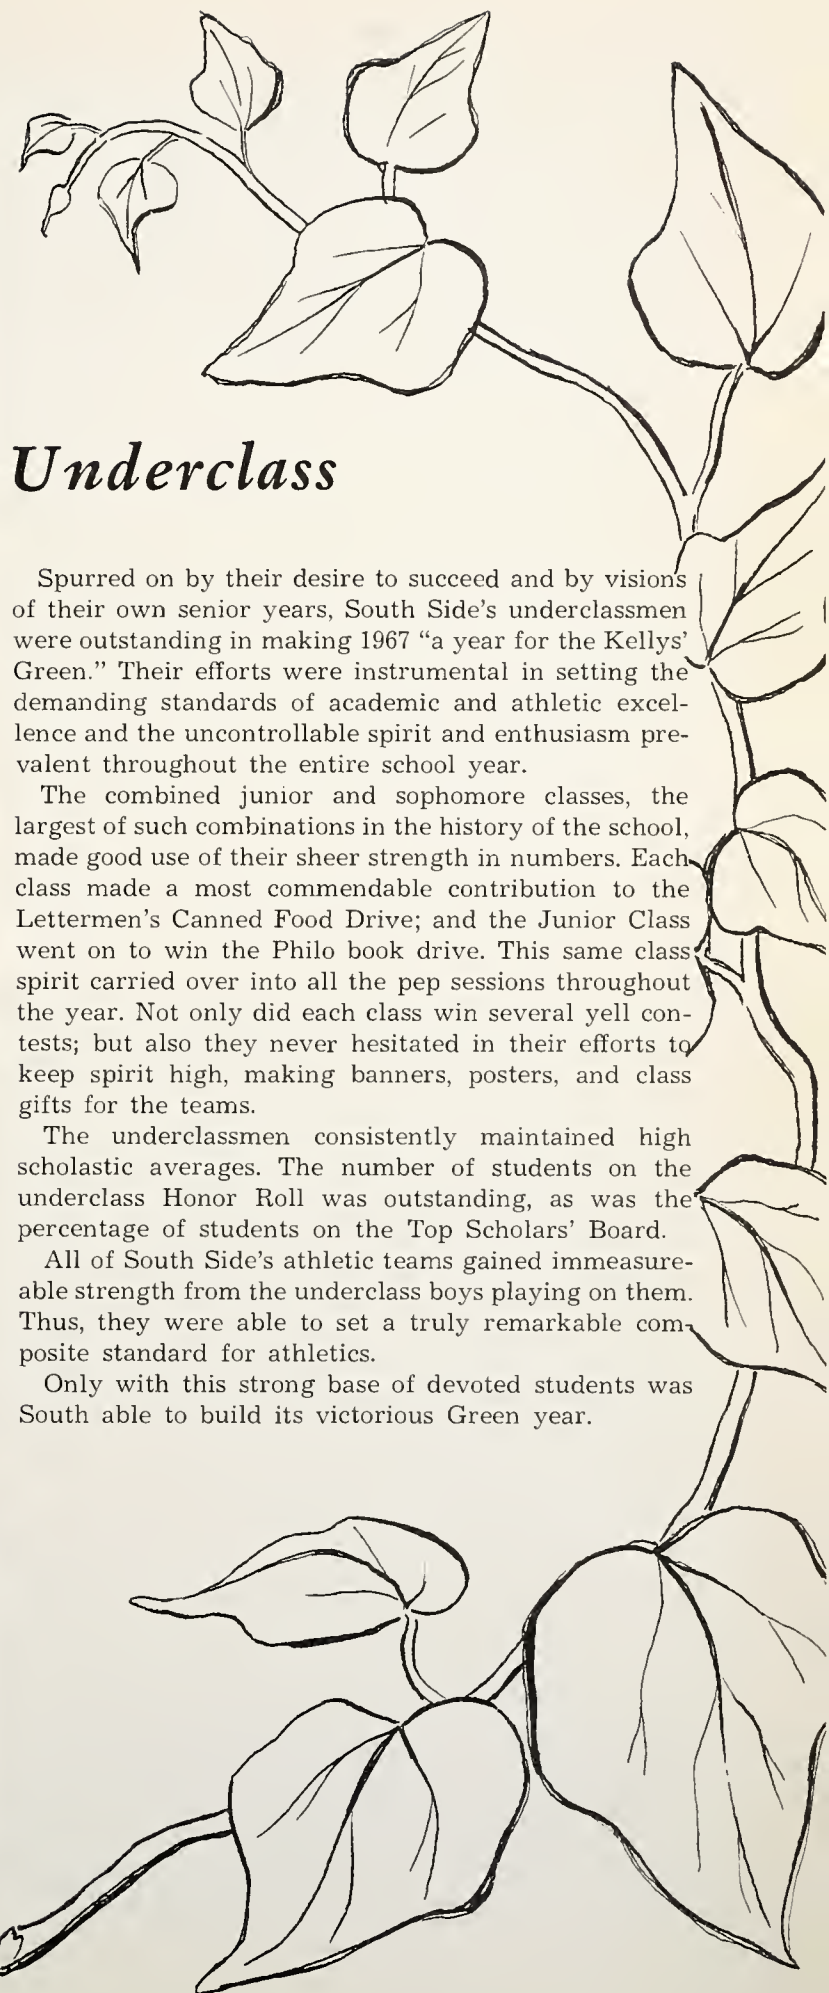 Underclass
Spurred on by their desire to succeed and by visions
of their own senior years, South Side's underclassmen
were outstanding in making 1967 “a year for the Kellys'
Green.” Their efforts were instrumental in setting the
demanding standards of academic and athletic excel-
lence and the uncontrollable spirit and enthusiasm pre-
valent throughout the entire school year.
The combined junior and sophomore classes, the
largest of such combinations in the history of the school,
made good use of their sheer strength in numbers. Each
class made a most commendable contribution to the
Lettermen's Canned Food Drive; and the Junior Class
went on to win the Philo book drive. This same class
spirit carried over into all the pep sessions throughout
the year. Not only did each class win several yell con-
tests; but also they never hesitated in their efforts to
keep spirit high, making banners, posters, and class
gifts for the teams.
The underclassmen consistently maintained high
scholastic averages. The number of students on the
underclass Honor Roll was outstanding, as was the
percentage of students on the Top Scholars' Board.
All of South Side's athletic teams gained immeasure-
able strength from the underclass boys playing on them.
Thus, they were able to set a truly remarkable com-
posite standard for athletics.
Only with this strong base of devoted students was
South able to build its victorious Green year.